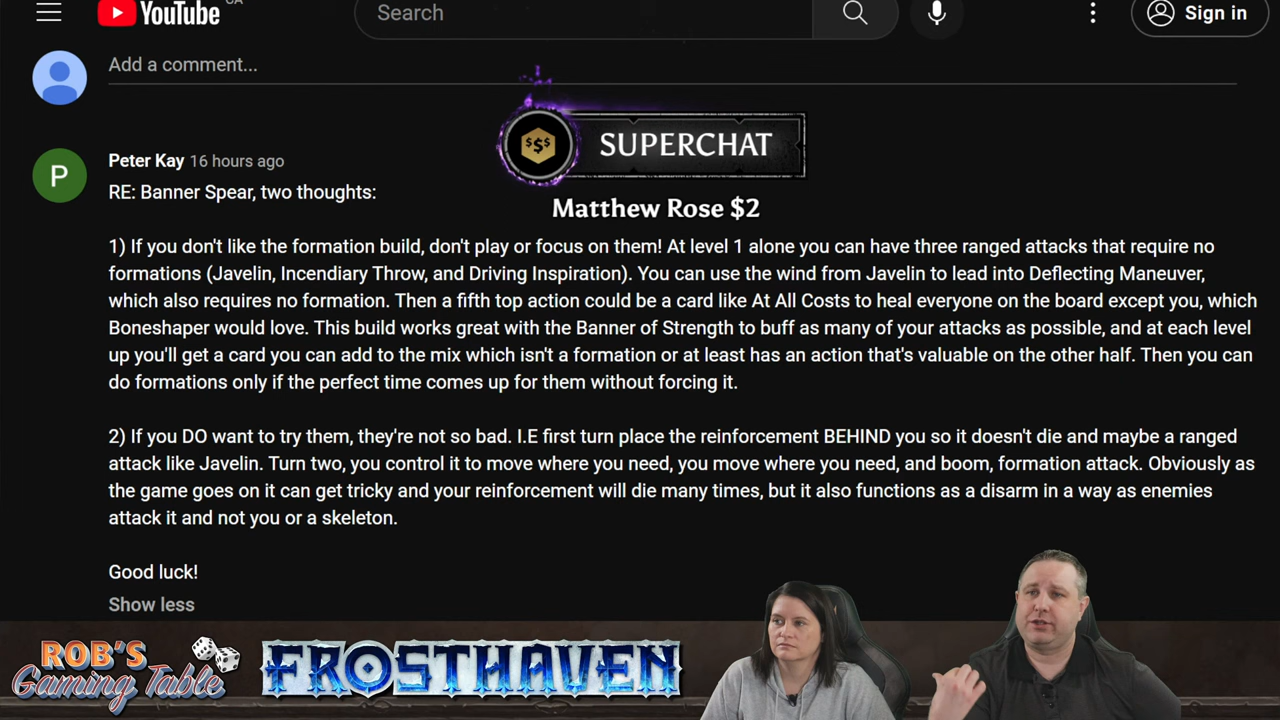 YouTube
CA
Search
Sign in
Add a comment...
$$$
SUPERCHAT
Matthew Rose $2
P
Peter Kay 16 hours ago
RE: Banner Spear, two thoughts:
1) If you don't like the formation build, don't play or focus on them! At level 1 alone you can have three ranged attacks that require no
formations (Javelin, Incendiary Throw, and Driving Inspiration). You can use the wind from Javelin to lead into Deflecting Maneuver,
which also requires no formation. Then a fifth top action could be a card like At All Costs to heal everyone on the board except you, which
Boneshaper would love. This build works great with the Banner of Strength to buff as many of your attacks as possible, and at each level
up you'll get a card you can add to the mix which isn't a formation or at least has an action that's valuable on the other half. Then you can
do formations only if the perfect time comes up for them without forcing it.
2) If you DO want to try them, they're not so bad. I.E first turn place the reinforcement BEHIND you so it doesn't die and maybe a ranged
attack like Javelin. Turn two, you control it to move where you need, you move where you need, and boom, formation attack. Obviously as
the game goes on it can get tricky and your reinforcement will die many times, but it also functions as a disarm in a way as enemies
attack it and not you or a skeleton.
Good luck!
Show less
ROB'S
Gaming Table
FROSTHAVEN